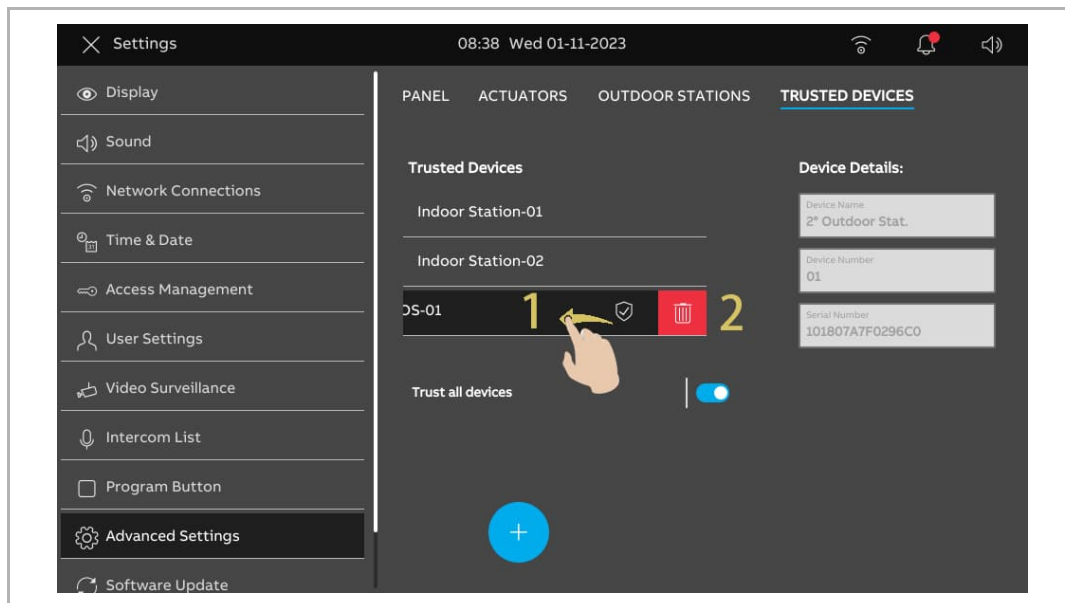 Settings
08:38 Wed 01-11-2023
Display
Sound
Network Connections
Time & Date
Access Management
User Settings
Video Surveillance
Intercom List
Program Button
Advanced Settings
Software Update
PANEL ACTUATORS OUTDOOR STATIONS TRUSTED DEVICES
Trusted Devices
Indoor Station-01
Indoor Station-02
OS-01
1
2
Trust all devices
+
Device Details:
Device Name
2" Outdoor Stat.
Device Number
01
Serial Number
101807A7F0296C0